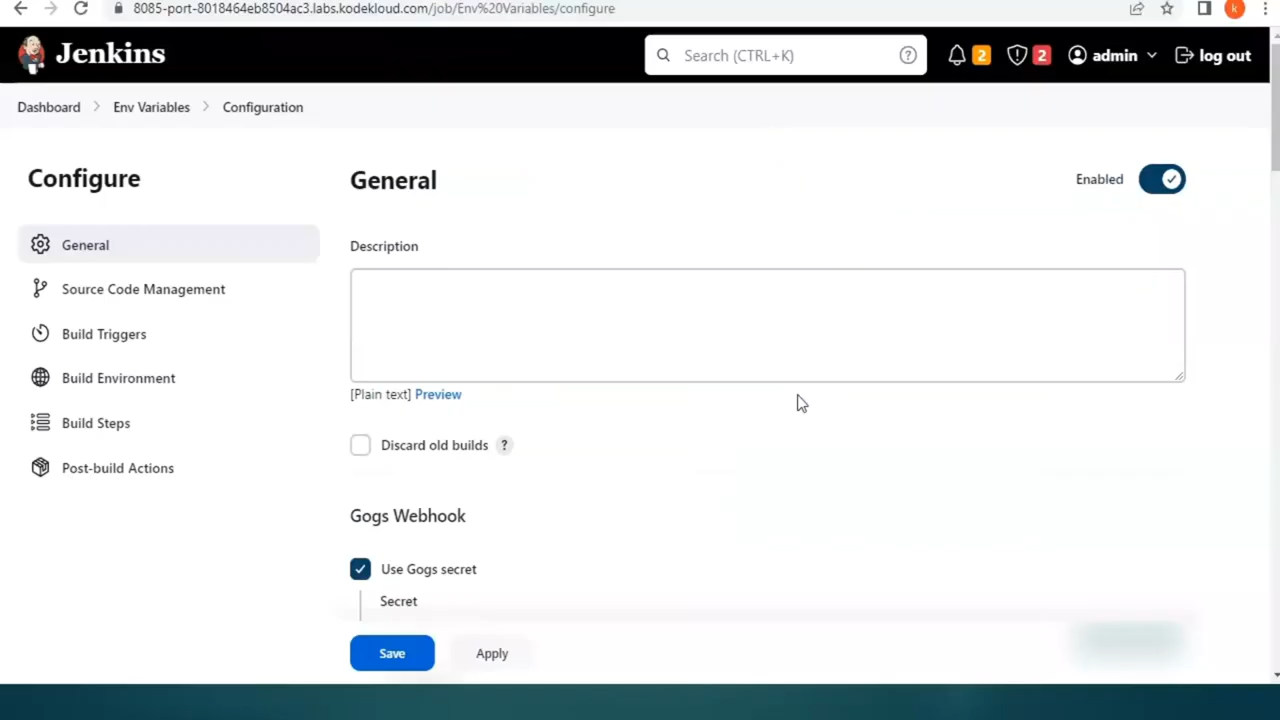 8085-port-8018464eb8504ac3.labs.kodekloud.com/job/Env%20Variables/configure
k
Jenkins
Search (CTRL+K)
?
2
2
admin
log out
Dashboard
Env Variables
Configuration
Configure
General
Enabled
General
Description
Source Code Management
Build Triggers
Build Environment
[Plain text] Preview
Build Steps
Discard old builds ?
Post-build Actions
Gogs Webhook
Use Gogs secret
Secret
Save
Apply